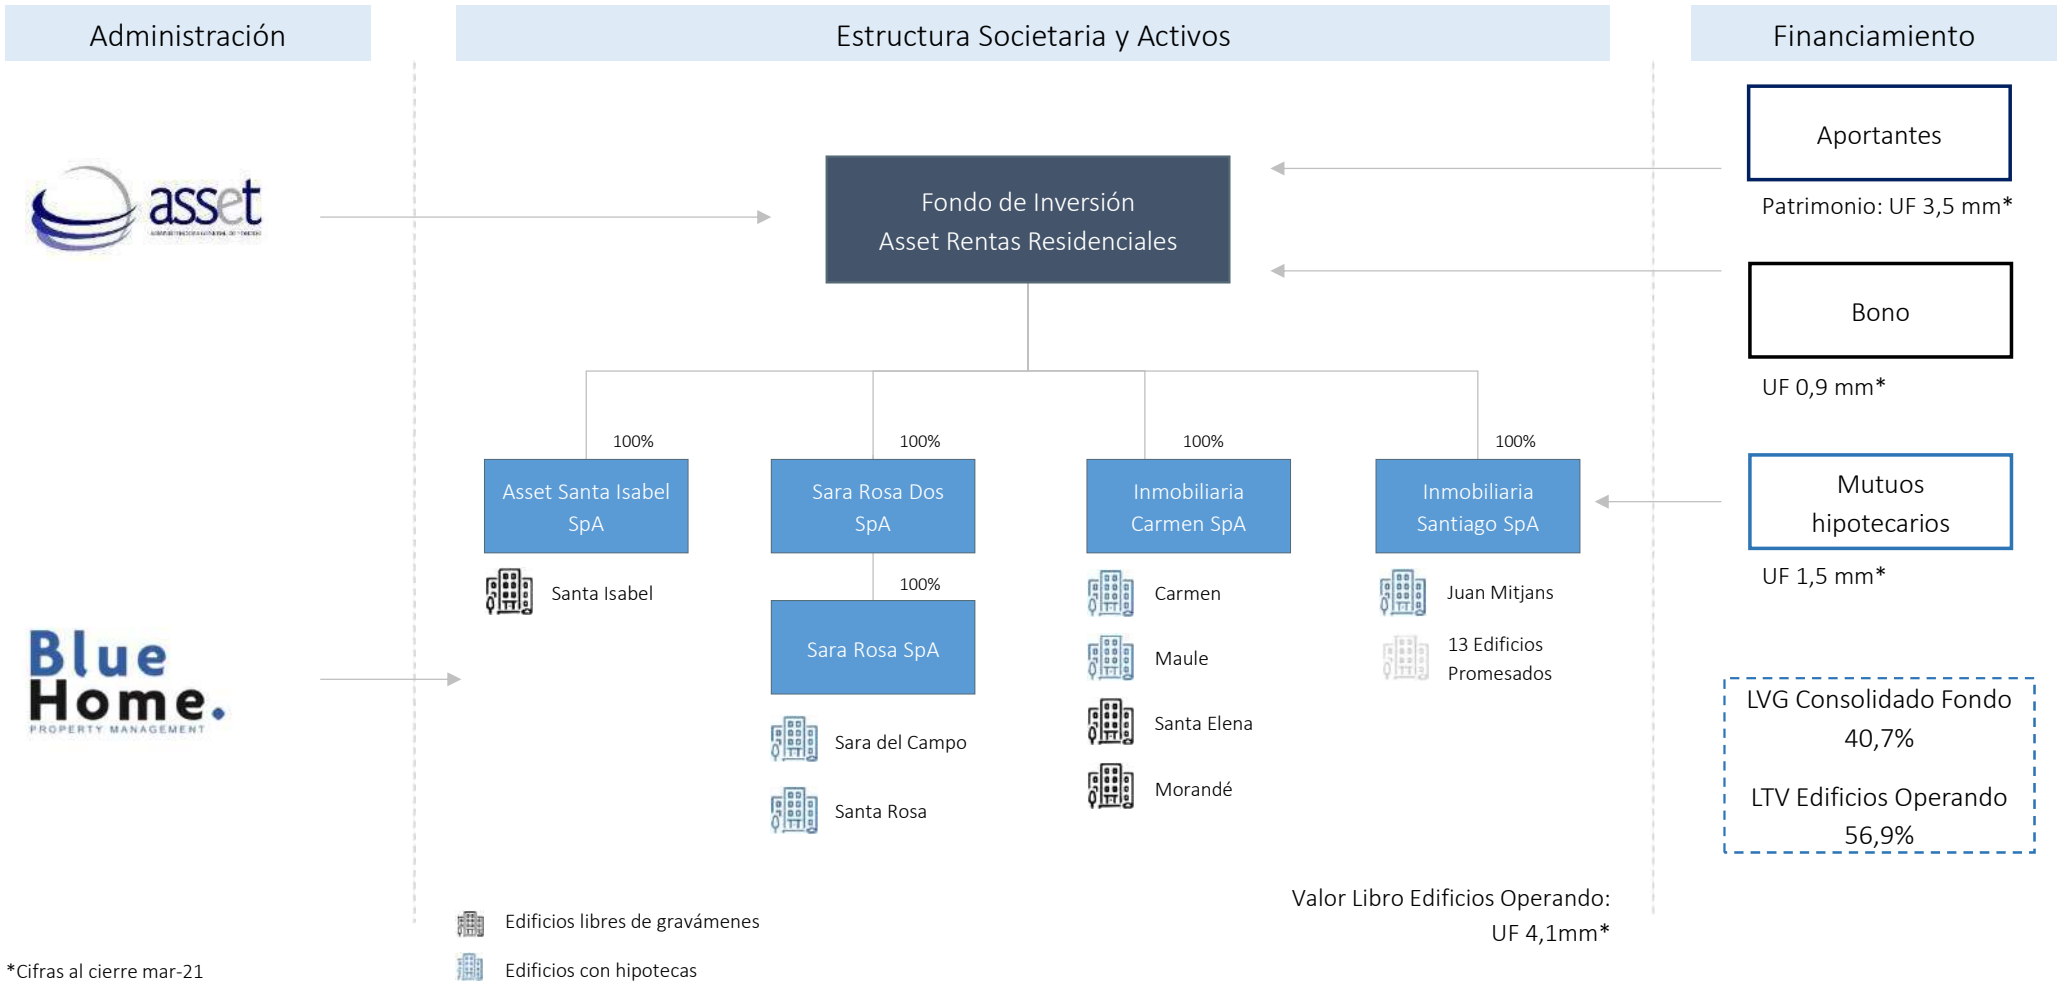 Administración
Estructura Societaria y Activos
Financiamiento
asset
Blue
Home.
PROPERTY MANAGEMENT
Fondo de Inversión
Asset Rentas Residenciales
100%
100%
100%
100%
Asset Santa Isabel
SpA
Sara Rosa Dos
SpA
Inmobiliaria
Carmen SpA
Inmobiliaria
Santiago SpA
Santa Isabel
100%
Sara Rosa SpA
Sara del Campo
Santa Rosa
Carmen
Maule
Santa Elena
Morandé
Juan Mitjans
13 Edificios
Promesados
Aportantes
Patrimonio: UF 3,5 mm*
Bono
UF 0,9 mm*
Mutuos
hipotecarios
UF 1,5 mm*
LVG Consolidado Fondo
40,7%
LTV Edificios Operando
56,9%
Valor Libro Edificios Operando:
UF 4,1mm*
Edificios libres de gravámenes
Edificios con hipotecas
*Cifras al cierre mar-21